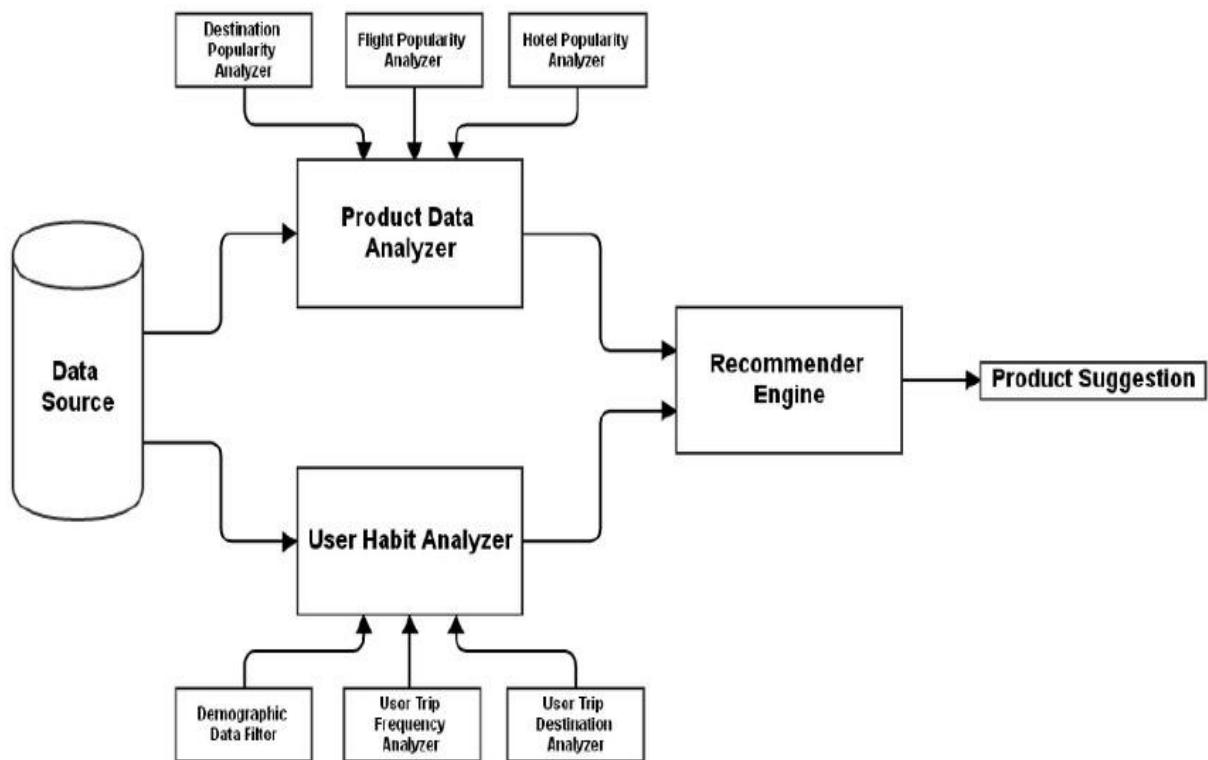 Destination
Popularity
Analyzer
Flight Popularity
Analyzer
Hotel Popularity
Analyzer
Product Data
Analyzer
Data
Source
Recommender
Engine
Product Suggestion
User Habit Analyzer
Demographic
Data Filter
User Trip
Frequency
Analyzer
User Trip
Destination
Analyzer